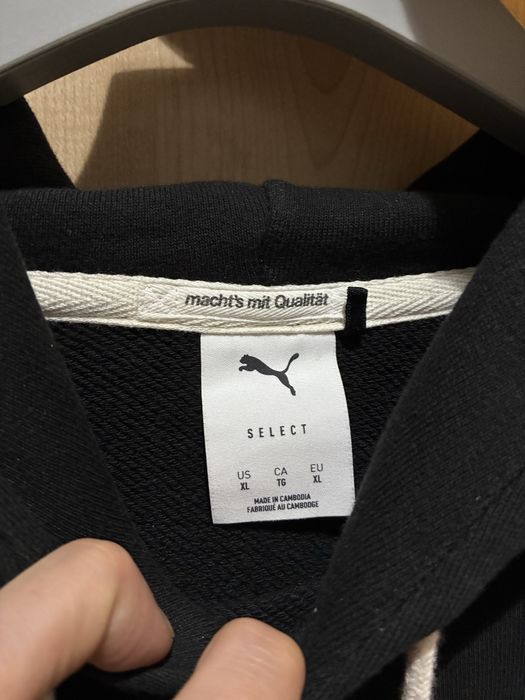 macht's mit Qualität
SELECT
US CA EU
XL TG XL
MADE IN CAMBODIA
FABRIQUÉ AU CAMBODGE